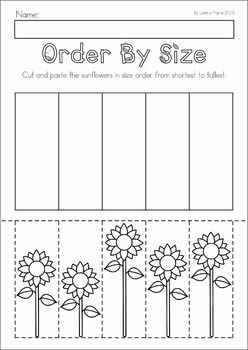 Name:
By Lavinia Pop © 2016
Order By Size
Cut and paste the sunflowers in size order from shortest to tallest.